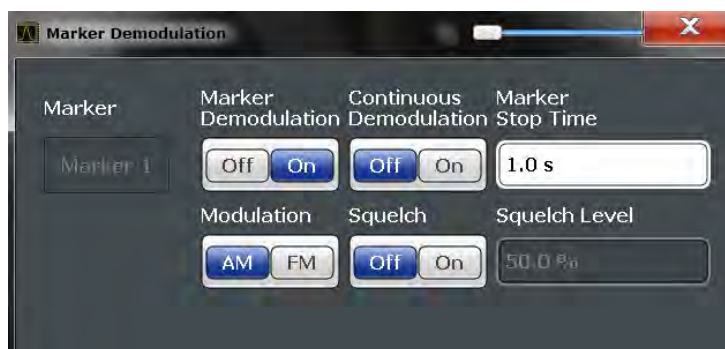 Marker Demodulation
X
Marker
Marker Demodulation
Continuous Demodulation
Marker Stop Time
Marker 1
Off On
Off On
1.0 s
Modulation
Squelch
Squelch Level
AM FM
Off On
50.0 %